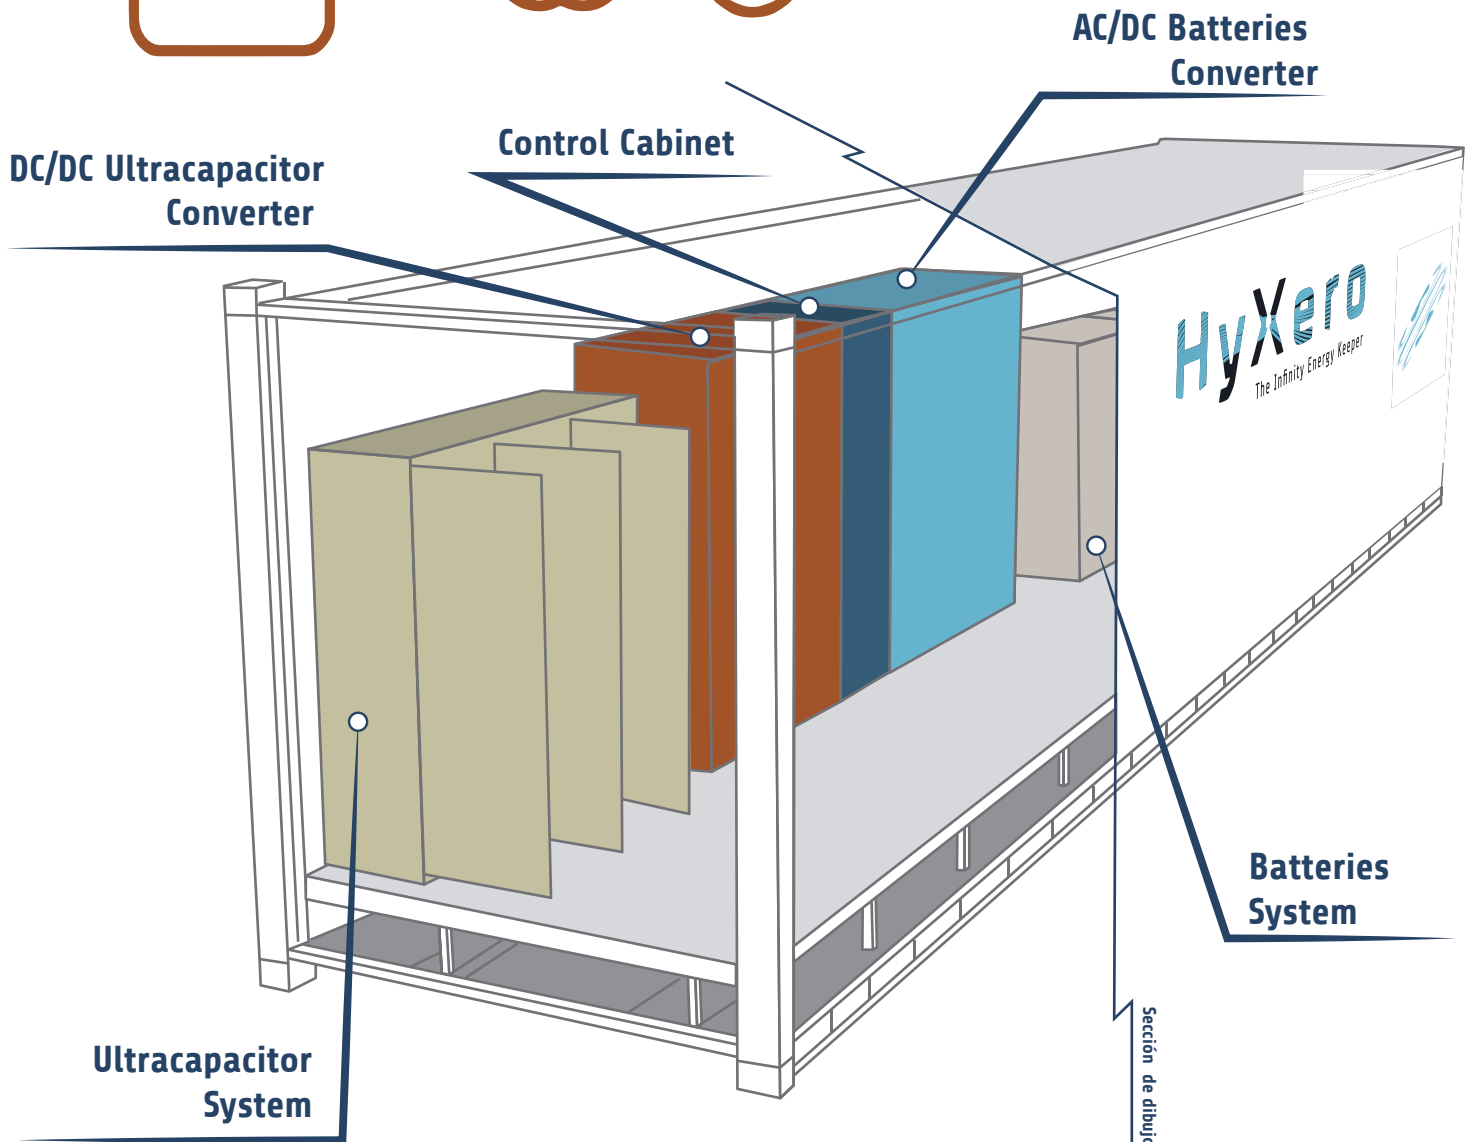 AC/DC Batteries
Converter
Control Cabinet
DC/DC Ultracapacitor
Converter
HyXero
The Infinity Energy Keeper
Batteries
System
Ultracapacitor
System
Sección de dibujo